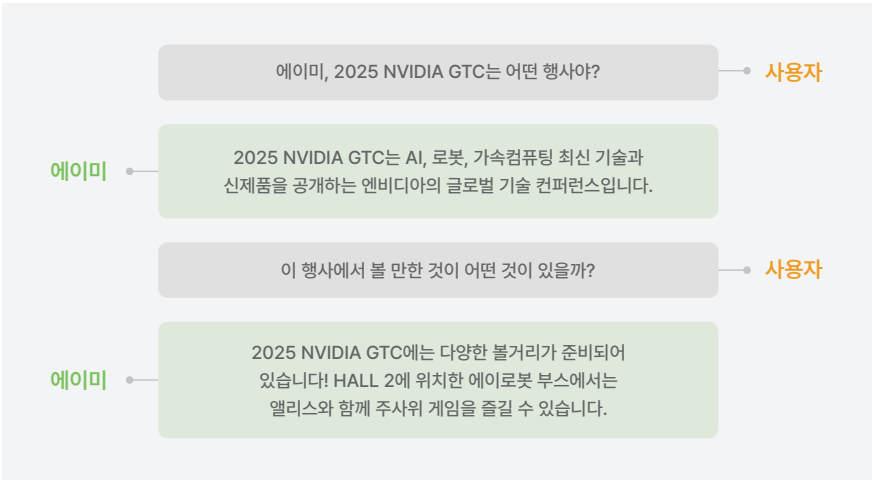 에이미, 2025 NVIDIA GTC는 어떤 행사야?
사용자
에이미
2025 NVIDIA GTC는 AI, 로봇, 가속컴퓨팅 최신 기술과
신제품을 공개하는 엔비디아의 글로벌 기술 컨퍼런스입니다.
이 행사에서 볼 만한 것이 어떤 것이 있을까?
사용자
에이미
2025 NVIDIA GTC에는 다양한 볼거리가 준비되어
있습니다! HALL 2에 위치한 에이로봇 부스에서는
앨리스와 함께 주사위 게임을 즐길 수 있습니다.